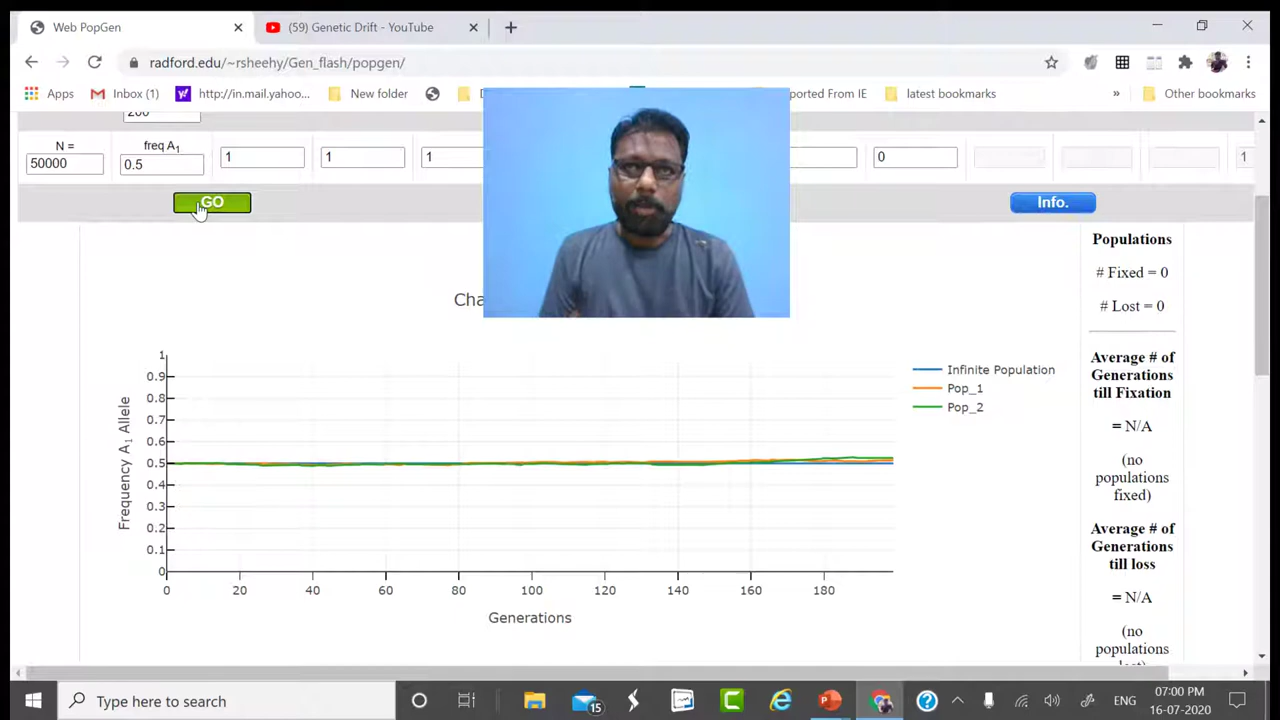 Web PopGen
(59) Genetic Drift - YouTube
radford.edu/~rsheehy/Gen_flash/popgen/
Apps
Inbox (1)
http://in.mail.yahoo...
New folder
ported From IE
latest bookmarks
»
Other bookmarks
200
N =
freq A₁
50000
0.5
1
1
1
0
1
GO
Info.
Populations
# Fixed = 0
# Lost = 0
Average # of
Generations
till Fixation
= N/A
(no
populations
fixed)
Average # of
Generations
till loss
= N/A
(no
populations
Cha
Infinite Population
Pop_1
Pop_2
Frequency A₁ Allele
1
0.9
0.8
0.7
0.6
0.5
0.4
0.3
0.2
0.1
0
0 20 40 60 80 100 120 140 160 180
Generations
Type here to search
15
ENG
07:00 PM
16-07-2020